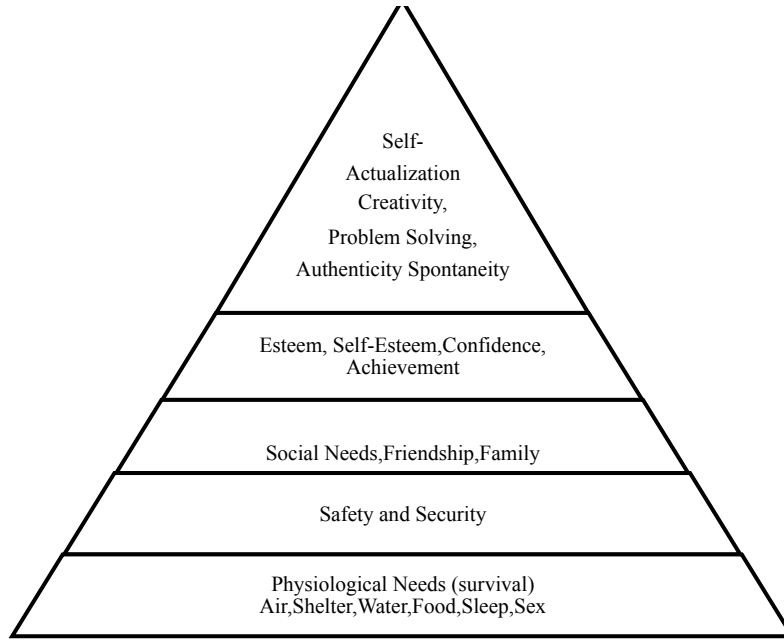 Self-
Actualization
Creativity,
Problem Solving,
Authenticity Spontaneity
Esteem, Self-Esteem,Confidence,
Achievement
Social Needs,Friendship,Family
Safety and Security
Physiological Needs (survival)
Air,Shelter,Water,Food,Sleep,Sex